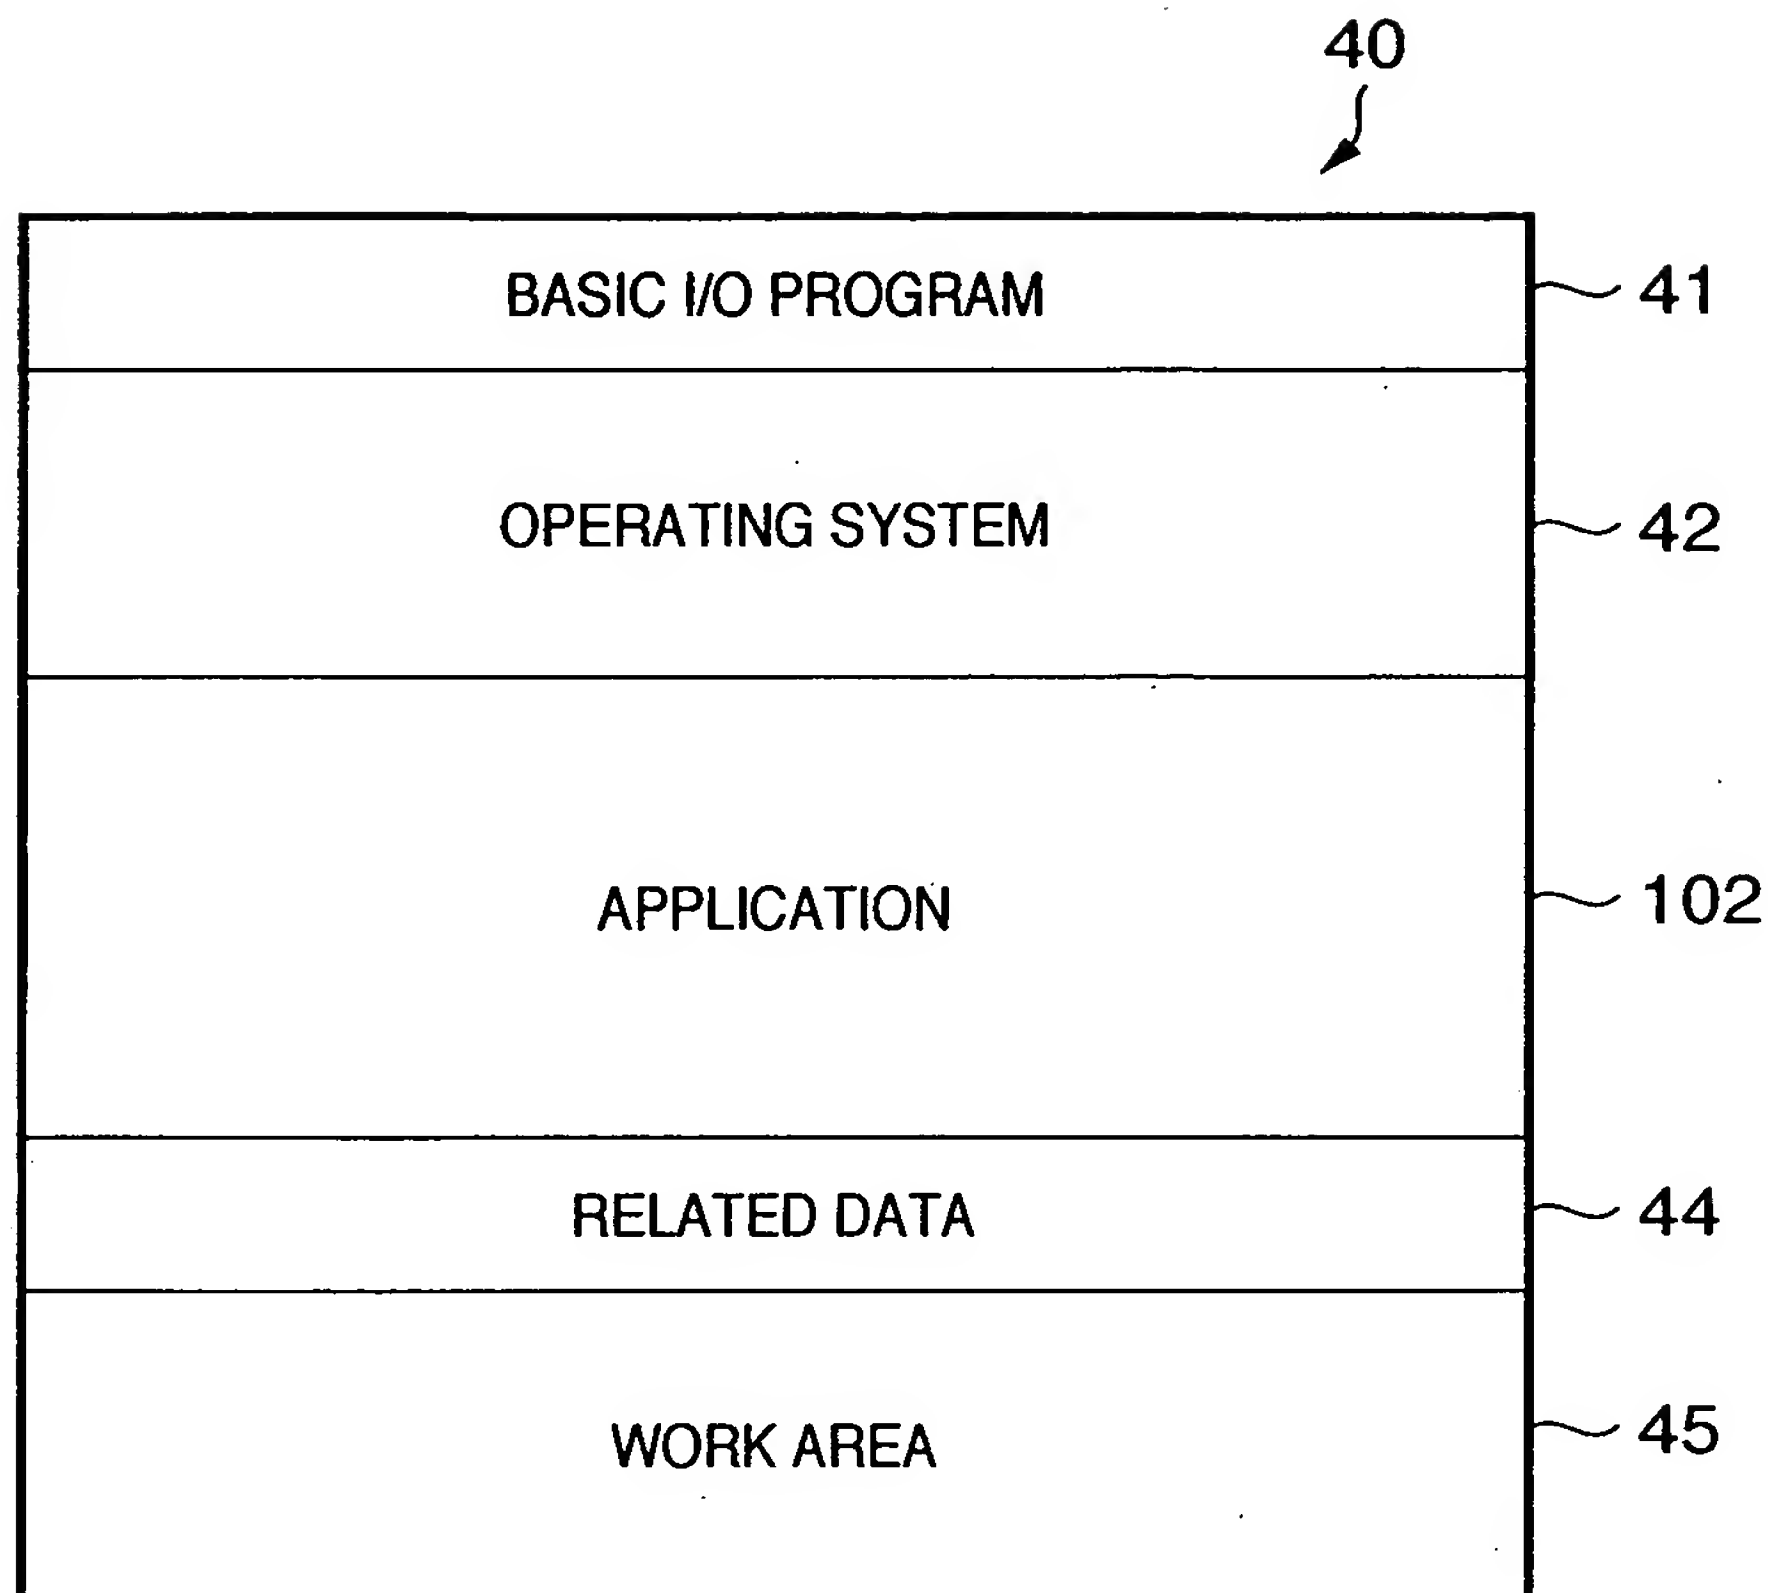 40
BASIC I/O PROGRAM 41
OPERATING SYSTEM 42
APPLICATION 102
RELATED DATA 44
WORK AREA 45